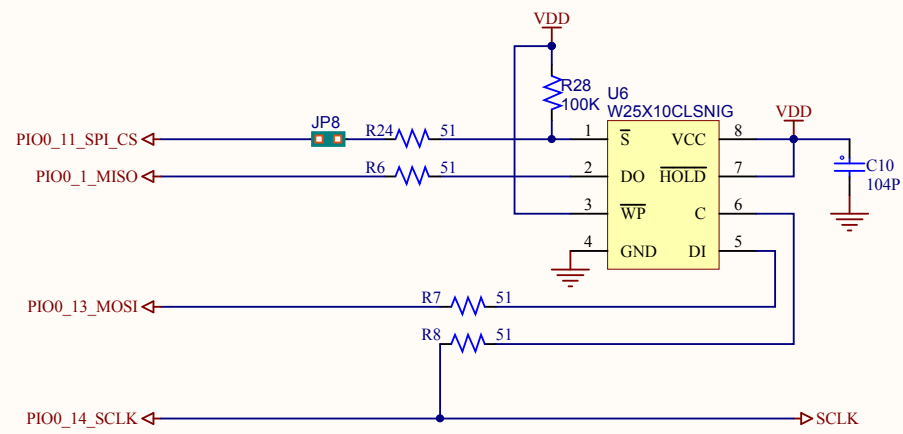 VDD
R28
100K
U6
W25X10CLSNIG
VDD
JP8
PIO0_11_SPI_CS
R24
51
1
S
VCC
8
C10
104P
PIO0_1_MISO
R6
51
2
DO
HOLD
7
3
WP
C
6
4
GND
DI
5
PIO0_13_MOSI
R7
51
R8
51
PIO0_14_SCLK
SCLK